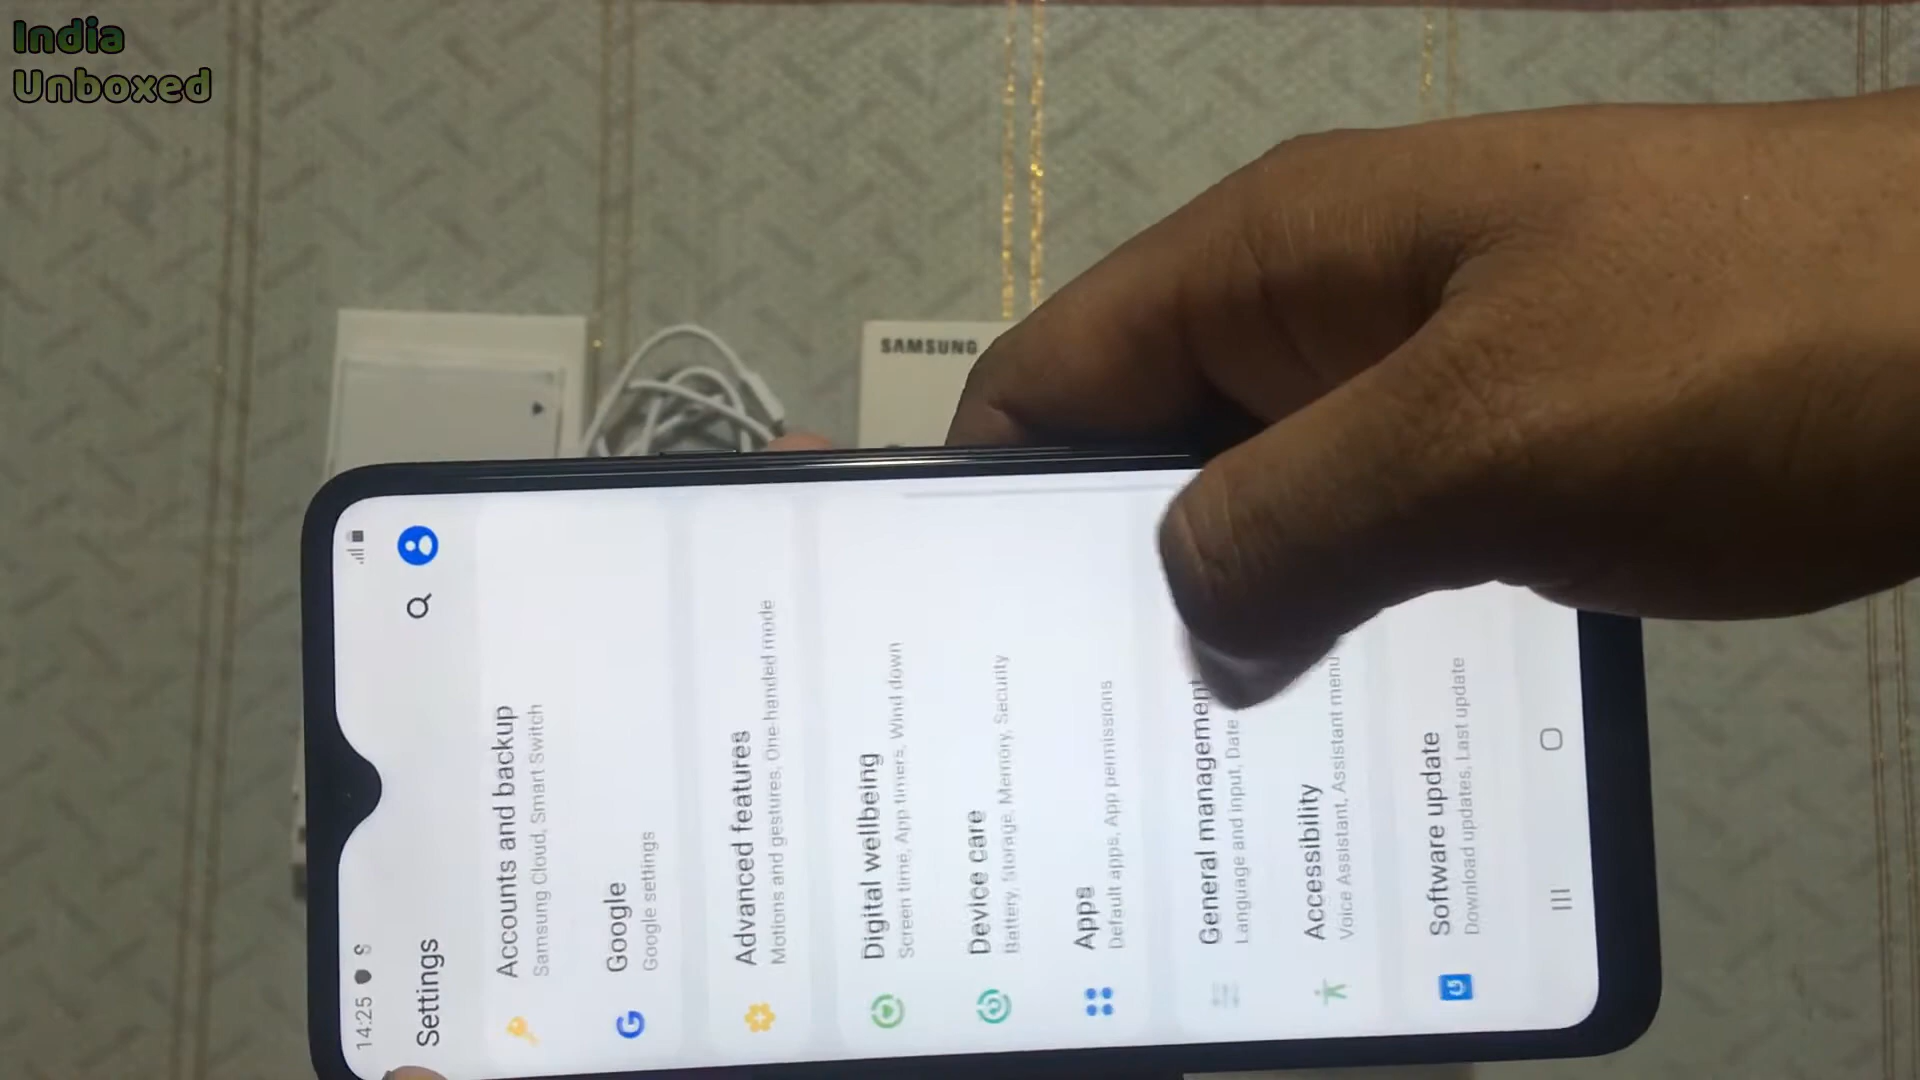 India
Unboxed
SAMSUNG
14:25
Settings
Accounts and backup
Samsung Cloud, Smart Switch
Google
Google settings
Advanced features
Motions and gestures, One-handed mode
Digital wellbeing
Screen time, App timers, Wind down
Device care
Battery, Storage, Memory, Security
Apps
Default apps, App permissions
General management
Language and input, Date
Accessibility
Voice Assistant, Assistant menu
Software update
Download updates, Last update